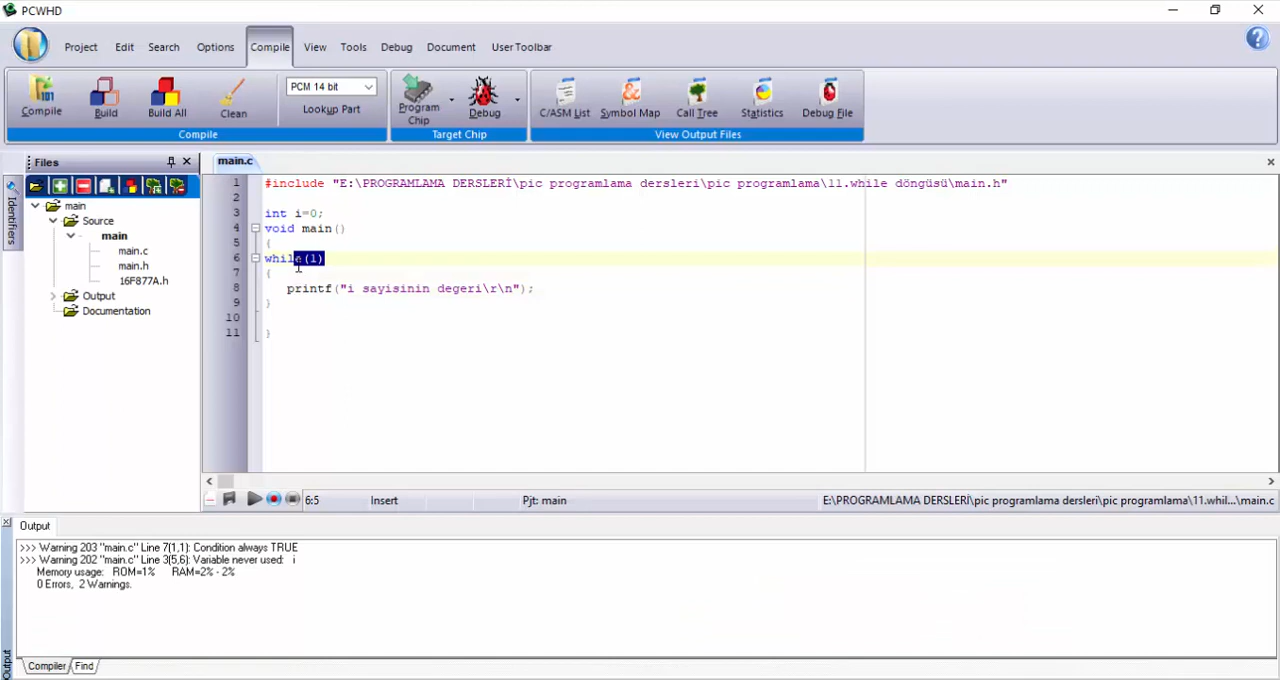 PCWHD
Project Edit Search Options Compile View Tools Debug Document User Toolbar
Compile Build Build All Clean PCM 14 bit Lookup Part Program Chip Debug C/ASM List Symbol Map Call Tree Statistics Debug File
Compile Target Chip View Output Files
Files
main.c
Identifiers
main
Source
main
main.c
main.h
16F877A.h
Output
Documentation
1 #include "E:\PROGRAMLAMA DERSLERİ\pic programlama dersleri\pic programlama\11.while döngüsü\main.h"
2
3 int i=0;
4 void main()
5 {
6 while(1)
7 {
8 printf("i sayisinin degeri\r\n");
9 }
10
11 }
6:5 Insert Pjt: main E:\PROGRAMLAMA DERSLERİ\pic programlama dersleri\pic programlama\11.whil...\main.c
Output
>>> Warning 203 "main.c" Line 7(1,1): Condition always TRUE
>>> Warning 202 "main.c" Line 3(5,6): Variable never used: i
Memory usage: ROM=1% RAM=2% - 2%
0 Errors, 2 Warnings.
Output
Compiler Find